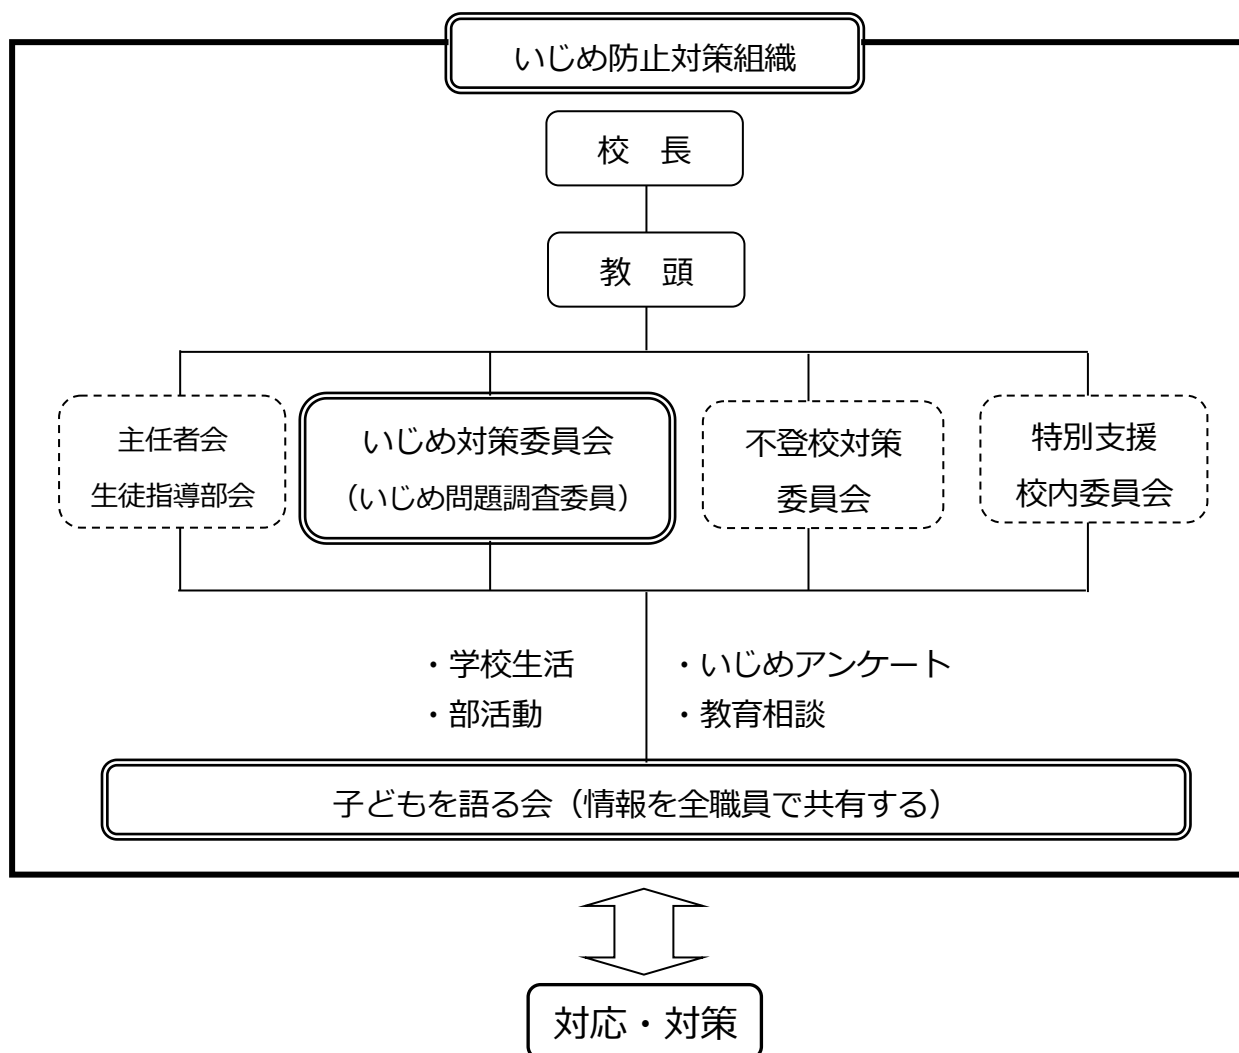 いじめ防止対策組織
校　長
教　頭
主任者会
生徒指導部会
いじめ対策委員会
（いじめ問題調査委員）
不登校対策
委員会
特別支援
校内委員会
・学校生活
・部活動
・いじめアンケート
・教育相談
子どもを語る会（情報を全職員で共有する）
対応・対策